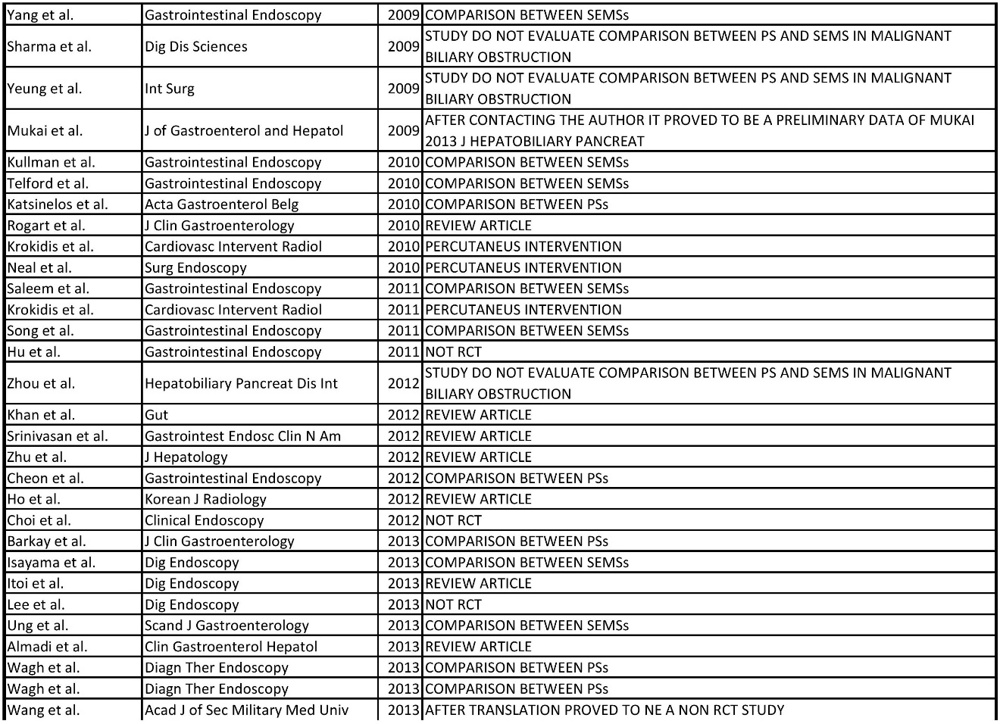 Yang et al. Gastrointestinal Endoscopy 2009 COMPARISON BETWEEN SEMSs
Sharma et al. Dig Dis Sciences 2009 STUDY DO NOT EVALUATE COMPARISON BETWEEN PS AND SEMS IN MALIGNANT
BILIARY OBSTRUCTION
Yeung et al. Int Surg 2009 STUDY DO NOT EVALUATE COMPARISON BETWEEN PS AND SEMS IN MALIGNANT
BILIARY OBSTRUCTION
Mukai et al. J of Gastroenterol and Hepatol 2009 AFTER CONTACTING THE AUTHOR IT PROVED TO BE A PRELIMINARY DATA OF MUKAI
2013 J HEPATOBILIARY PANCREAT
Kullman et al. Gastrointestinal Endoscopy 2010 COMPARISON BETWEEN SEMSs
Telford et al. Gastrointestinal Endoscopy 2010 COMPARISON BETWEEN SEMSs
Katsinelos et al. Acta Gastroenterol Belg 2010 COMPARISON BETWEEN PSs
Rogart et al. J Clin Gastroenterology 2010 REVIEW ARTICLE
Krokidis et al. Cardiovasc Intervent Radiol 2010 PERCUTANEUS INTERVENTION
Neal et al. Surg Endoscopy 2010 PERCUTANEUS INTERVENTION
Saleem et al. Gastrointestinal Endoscopy 2011 COMPARISON BETWEEN SEMSs
Krokidis et al. Cardiovasc Intervent Radiol 2011 PERCUTANEUS INTERVENTION
Song et al. Gastrointestinal Endoscopy 2011 COMPARISON BETWEEN SEMSs
Hu et al. Gastrointestinal Endoscopy 2011 NOT RCT
Zhou et al. Hepatobiliary Pancreat Dis Int 2012 STUDY DO NOT EVALUATE COMPARISON BETWEEN PS AND SEMS IN MALIGNANT
BILIARY OBSTRUCTION
Khan et al. Gut 2012 REVIEW ARTICLE
Srinivasan et al. Gastrointest Endosc Clin N Am 2012 REVIEW ARTICLE
Zhu et al. J Hepatology 2012 REVIEW ARTICLE
Cheon et al. Gastrointestinal Endoscopy 2012 COMPARISON BETWEEN PSs
Ho et al. Korean J Radiology 2012 REVIEW ARTICLE
Choi et al. Clinical Endoscopy 2012 NOT RCT
Barkay et al. J Clin Gastroenterology 2013 COMPARISON BETWEEN PSs
Isayama et al. Dig Endoscopy 2013 COMPARISON BETWEEN SEMSs
Itoi et al. Dig Endoscopy 2013 REVIEW ARTICLE
Lee et al. Dig Endoscopy 2013 NOT RCT
Ung et al. Scand J Gastroenterology 2013 COMPARISON BETWEEN SEMSs
Almadi et al. Clin Gastroenterol Hepatol 2013 REVIEW ARTICLE
Wagh et al. Diagn Ther Endoscopy 2013 COMPARISON BETWEEN PSs
Wagh et al. Diagn Ther Endoscopy 2013 COMPARISON BETWEEN PSs
Wang et al. Acad J of Sec Military Med Univ 2013 AFTER TRANSLATION PROVED TO NE A NON RCT STUDY